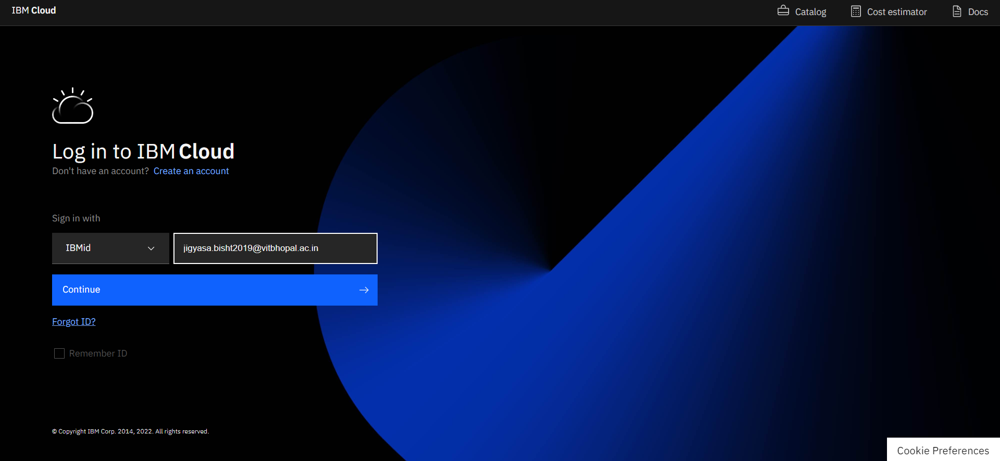 IBM Cloud
Catalog
Cost estimator
Docs
Log in to IBM Cloud
Don't have an account? Create an account
Sign in with
IBMid
jigyasa.bisht2019@vitbhopal.ac.in
Continue
Forgot ID?
Remember ID
© Copyright IBM Corp. 2014, 2022. All rights reserved.
Cookie Preferences